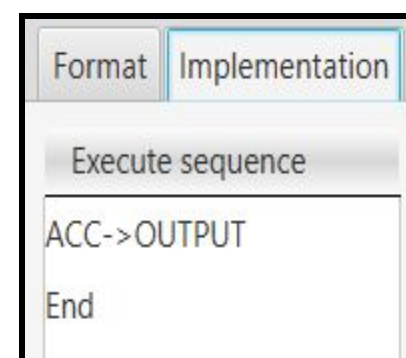 Format Implementation
Execute sequence
ACC->OUTPUT
End